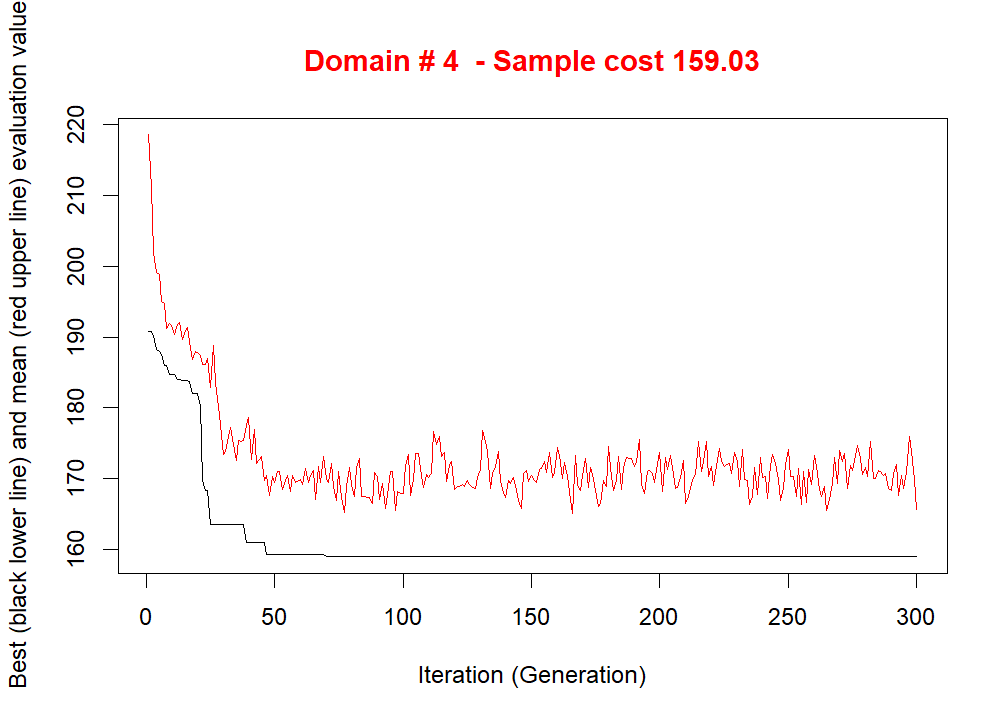 Domain # 4  - Sample cost 159.03
Best (black lower line) and mean (red upper line) evaluation value
220
210
200
190
180
170
160
0 50 100 150 200 250 300
Iteration (Generation)